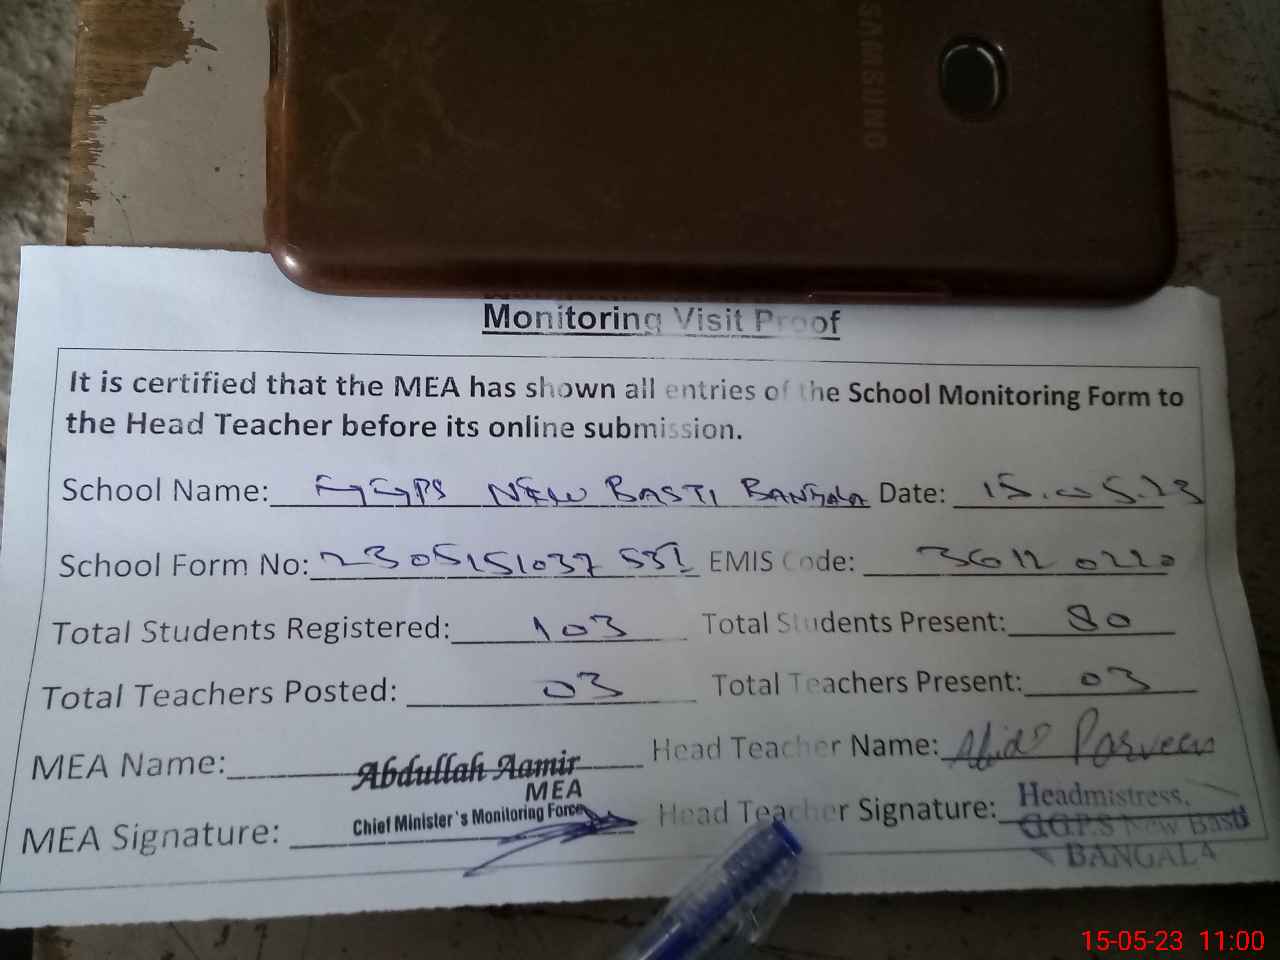 SAMSUNG
Monitoring Visit Proof
It is certified that the MEA has shown all entries of the School Monitoring Form to
the Head Teacher before its online submission.
School Name: GGPS NEW BASTI BANGALA Date: 15.05.23
School Form No: 2305151037 531 EMIS Code: 36120220
Total Students Registered: 103 Total Students Present: 80
Total Teachers Posted: 03 Total Teachers Present: 03
MEA Name: Abdullah Aamir Head Teacher Name: Abida Parveen
MEA
MEA Signature: Chief Minister's Monitoring Force Head Teacher Signature: Headmistress.
G.G.P.S New Basti
BANGALA
15-05-23 11:00